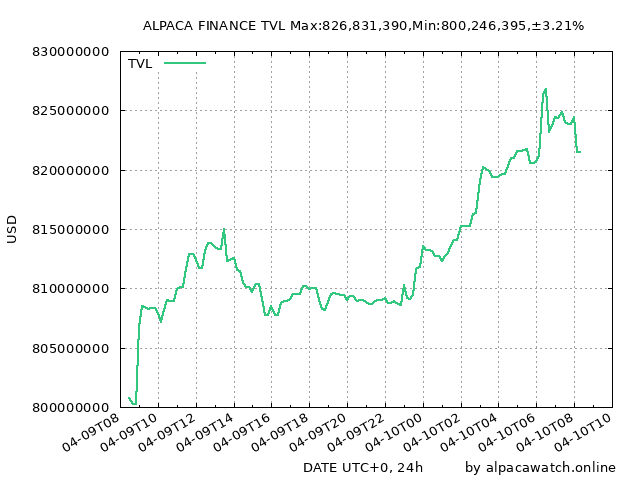 ALPACA FINANCE TVL Max:826,831,390,Min:800,246,395,±3.21%
830000000
TVL
825000000
820000000
815000000
810000000
805000000
800000000
USD
04-09T08
04-09T10
04-09T12
04-09T14
04-09T16
04-09T18
04-09T20
04-09T22
04-10T00
04-10T02
04-10T04
04-10T06
04-10T08
04-10T10
DATE UTC+0, 24h
by alpacawatch.online